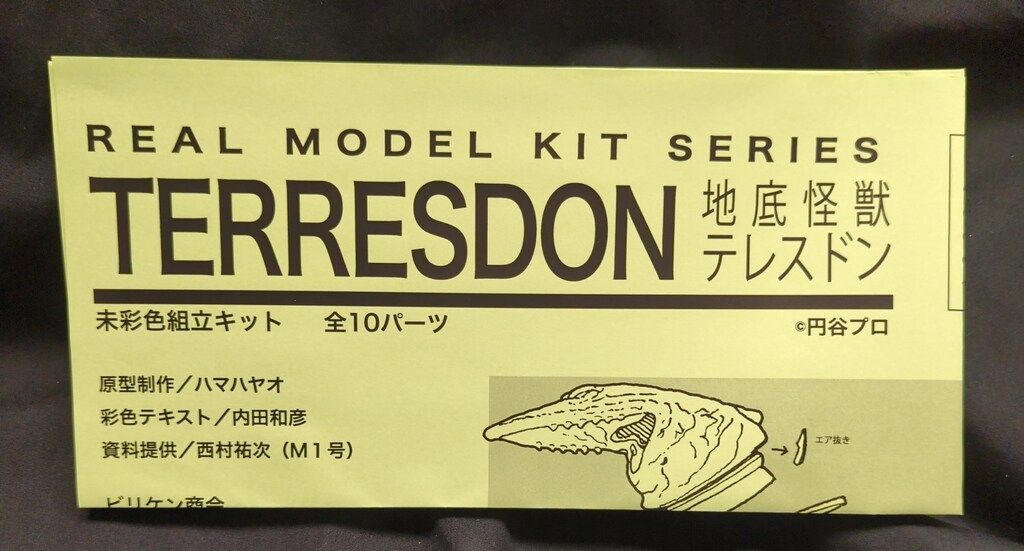 REAL MODEL KIT SERIES
TERRESDON
地底怪獣
テレスドン
未彩色組立キット 全10パーツ
©円谷プロ
原型制作／ハマハヤオ
彩色テキスト／内田和彦
資料提供／西村祐次（M1号）
エア抜き
ビリケン商会